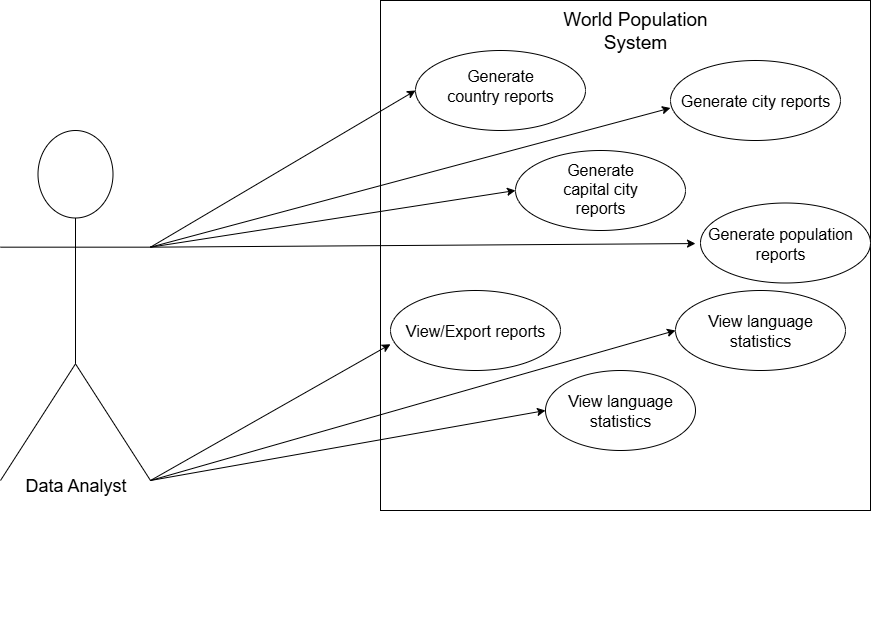 World Population
System
Generate
country reports
Generate city reports
Generate
capital city
reports
Generate population
reports
View/Export reports
View language
statistics
View language
statistics
Data Analyst